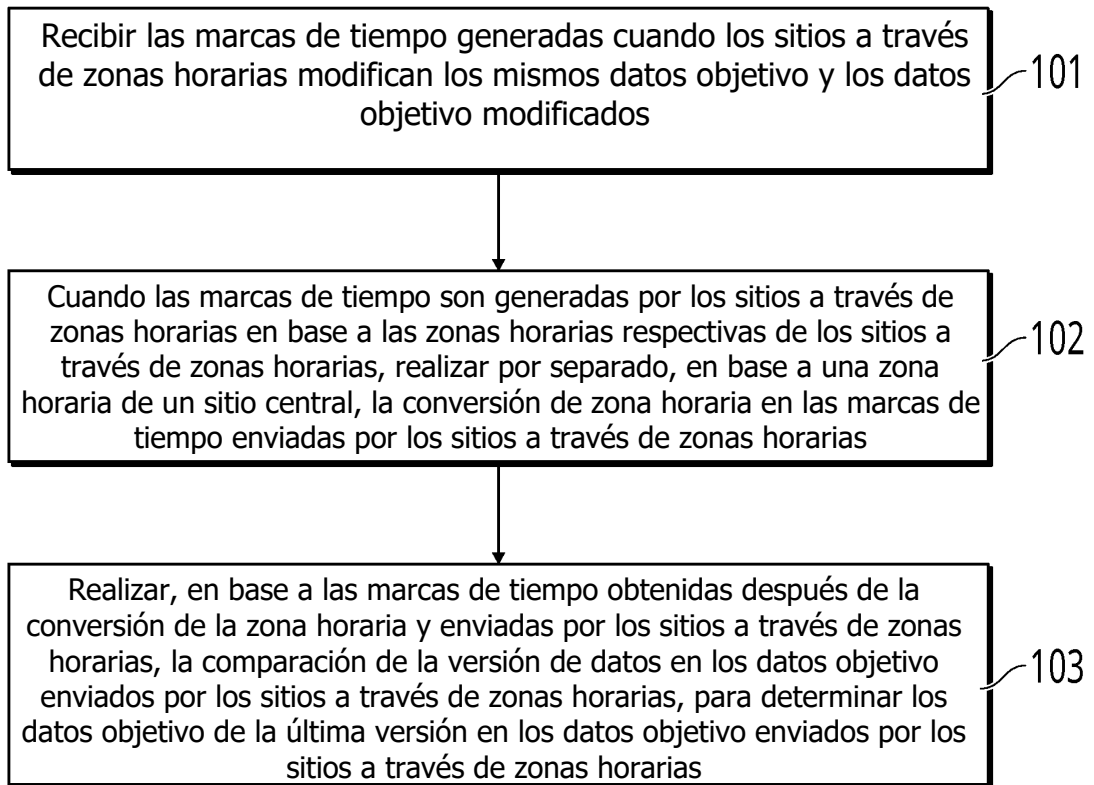 Recibir las marcas de tiempo generadas cuando los sitios a través
de zonas horarias modifican los mismos datos objetivo y los datos
objetivo modificados
101
Cuando las marcas de tiempo son generadas por los sitios a través de
zonas horarias en base a las zonas horarias respectivas de los sitios a
través de zonas horarias, realizar por separado, en base a una zona
horaria de un sitio central, la conversión de zona horaria en las marcas de
tiempo enviadas por los sitios a través de zonas horarias
102
Realizar, en base a las marcas de tiempo obtenidas después de la
conversión de la zona horaria y enviadas por los sitios a través de zonas
horarias, la comparación de la versión de datos en los datos objetivo
enviados por los sitios a través de zonas horarias, para determinar los
datos objetivo de la última versión en los datos objetivo enviados por los
sitios a través de zonas horarias
103